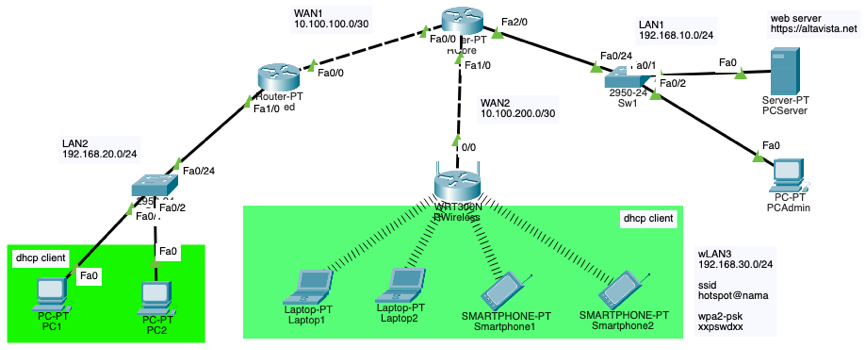 WAN1
10.100.100.0/30
Fa0/0
Router-PT
RCore
Fa2/0
Fa1/0
LAN1
192.168.10.0/24
web server
https://altavista.net
Fa0/24
Fa0/1
Fa0/2
2950-24
Sw1
Fa0
Server-PT
PCServer
Fa0
PC-PT
PCAdmin
Fa0/0
Router-PT
Fa1/0
WAN2
10.100.200.0/30
0/0
WRT300N
RWireless
LAN2
192.168.20.0/24
Fa0/24
2950-24
Fa0/1
Fa0/2
dhcp client
Fa0
Fa0
PC-PT
PC1
PC-PT
PC2
dhcp client
Laptop-PT
Laptop1
Laptop-PT
Laptop2
SMARTPHONE-PT
Smartphone1
SMARTPHONE-PT
Smartphone2
wLAN3
192.168.30.0/24
ssid
hotspot@nama
wpa2-psk
xxpswdxx